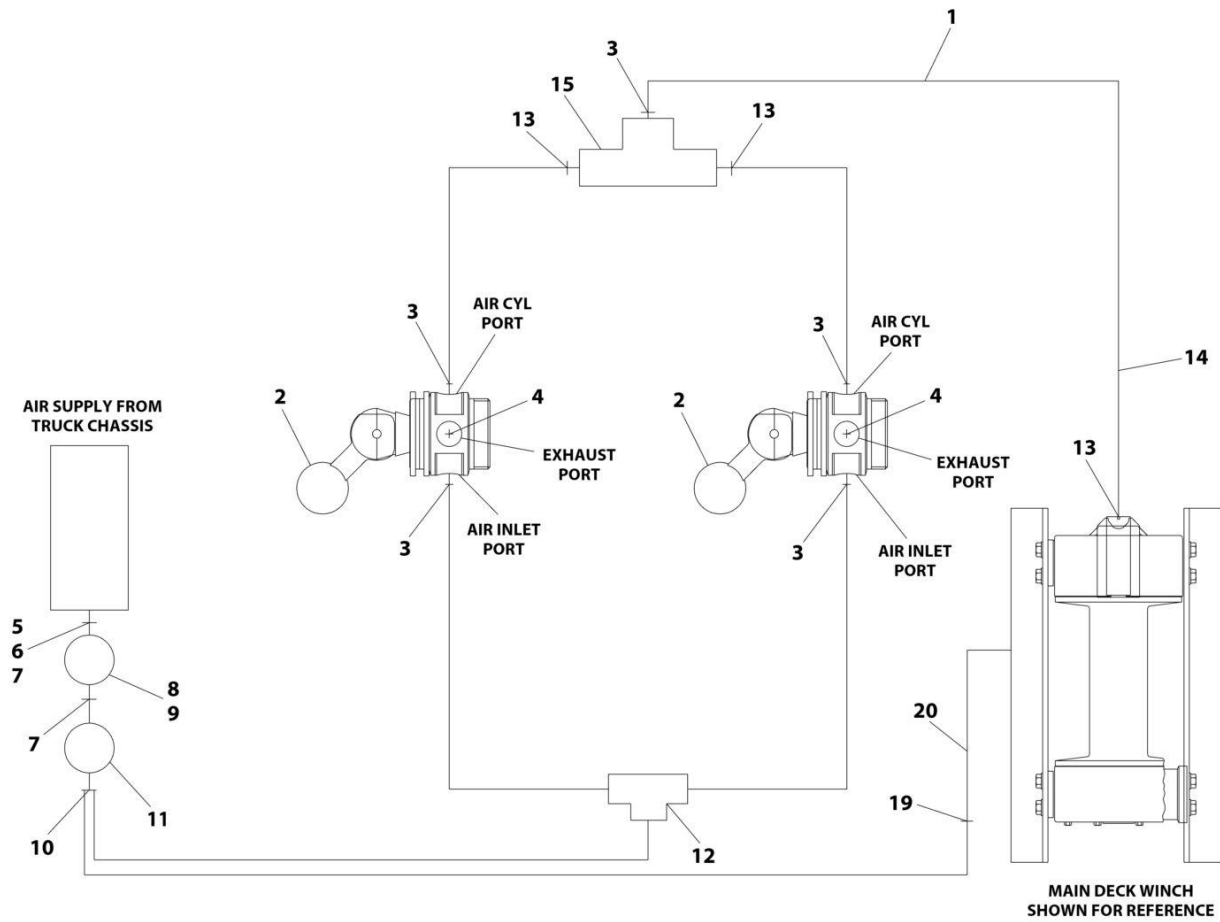 1
3
15
13
13
3
AIR CYL
PORT
3
AIR CYL
PORT
14
AIR SUPPLY FROM
TRUCK CHASSIS
2
4
2
4
EXHAUST
PORT
EXHAUST
PORT
13
AIR INLET
PORT
3
AIR INLET
PORT
3
5
6
7
8
9
7
20
11
19
10
12
MAIN DECK WINCH
SHOWN FOR REFERENCE